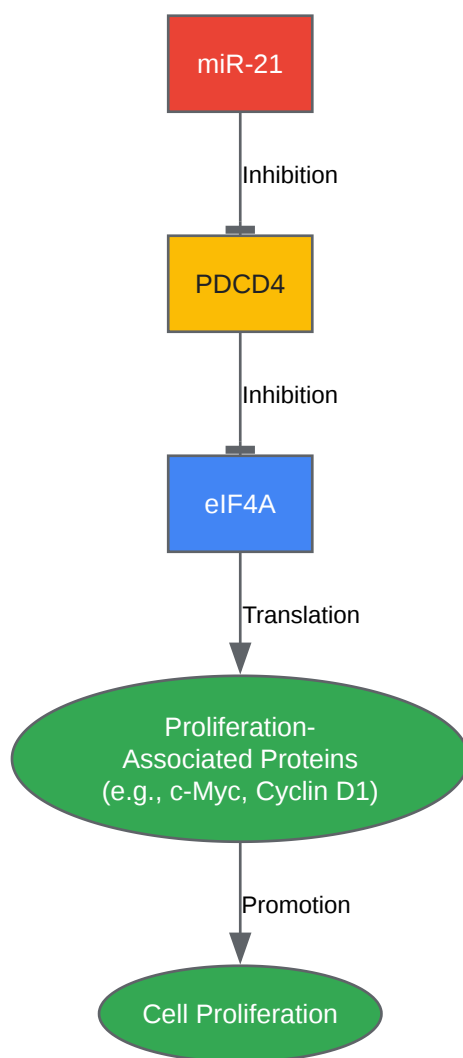 miR-21
Inhibition
PDCD4
Inhibition
eIF4A
Translation
Proliferation-
Associated Proteins
(e.g., c-Myc, Cyclin D1)
Promotion
Cell Proliferation